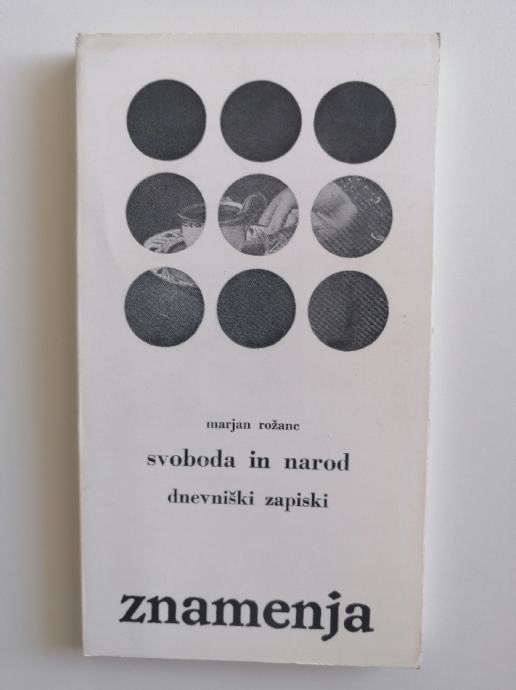 marjan rožanc
svoboda in narod
dnevniški zapiski
znamenja